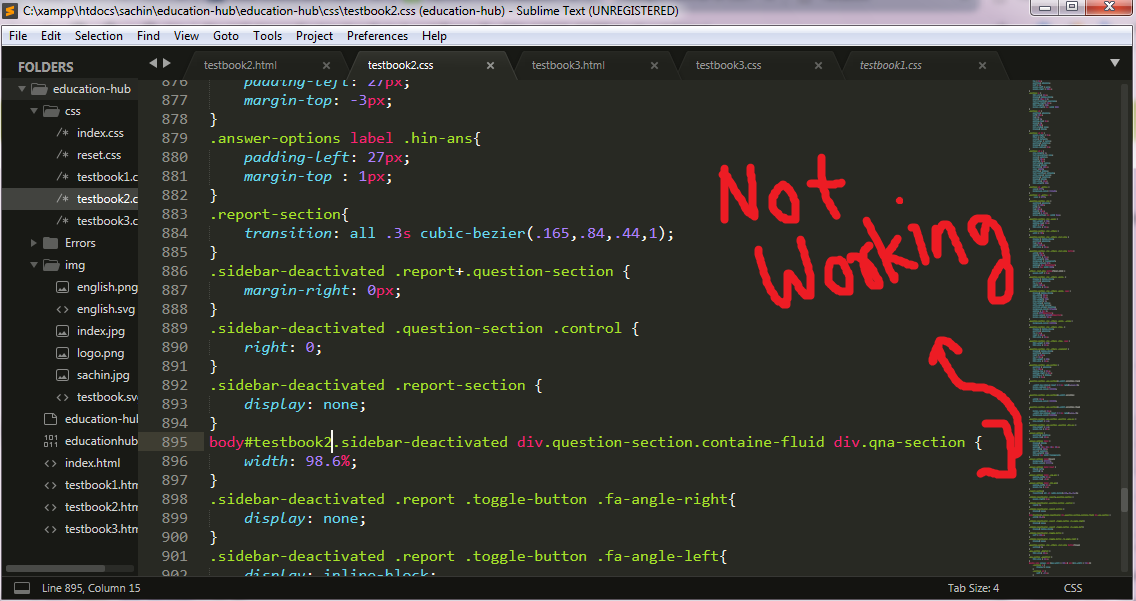 C:\xampp\htdocs\sachin\education-hub\education-hub\css\testbook2.css (education-hub) - Sublime Text (UNREGISTERED)
File Edit Selection Find View Goto Tools Project Preferences Help
FOLDERS
education-hub
css
/* index.css
/* reset.css
/* testbook1.c
/* testbook2.c
/* testbook3.c
Errors
img
english.png
<> english.svg
index.jpg
logo.png
sachin.jpg
<> testbook.sv
education-hu
educationhub
<> index.html
<> testbook1.htm
<> testbook2.htm
<> testbook3.htm
testbook2.html × testbook2.css × testbook3.html × testbook3.css × testbook1.css ×
876 padding-left: 27px;
877 margin-top: -3px;
878 }
879 .answer-options label .hin-ans{
880 padding-left: 27px;
881 margin-top : 1px;
882 }
883 .report-section{
884 transition: all .3s cubic-bezier(.165,.84,.44,1);
885 }
886 .sidebar-deactivated .report+.question-section {
887 margin-right: 0px;
888 }
889 .sidebar-deactivated .question-section .control {
890 right: 0;
891 }
892 .sidebar-deactivated .report-section {
893 display: none;
894 }
895 body#testbook2.sidebar-deactivated div.question-section.containe-fluid div.qna-section {
896 width: 98.6%;
897 }
898 .sidebar-deactivated .report .toggle-button .fa-angle-right{
899 display: none;
900 }
901 .sidebar-deactivated .report .toggle-button .fa-angle-left{
902 display: inline-block;
Not
Working
Line 895, Column 15
Tab Size: 4
CSS